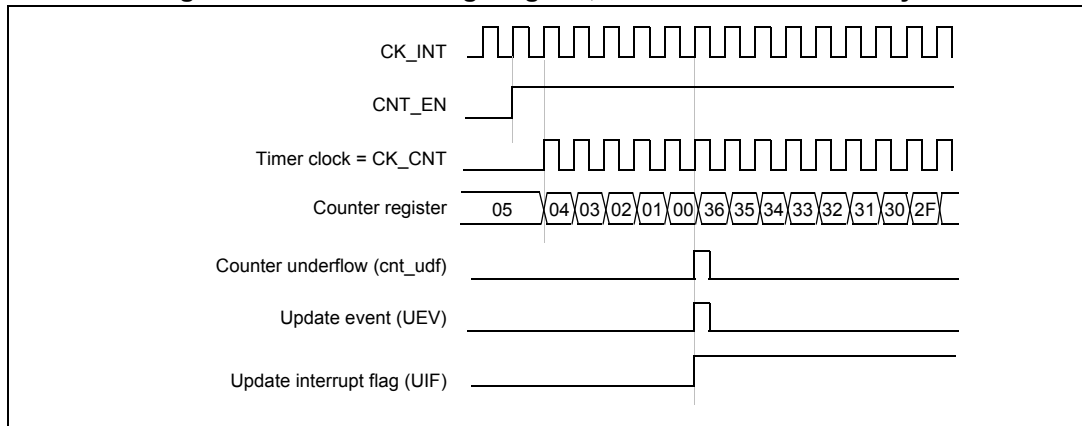 CK_INT
CNT_EN
Timer clock = CK_CNT
Counter register 05 04 03 02 01 00 36 35 34 33 32 31 30 2F
Counter underflow (cnt_udf)
Update event (UEV)
Update interrupt flag (UIF)